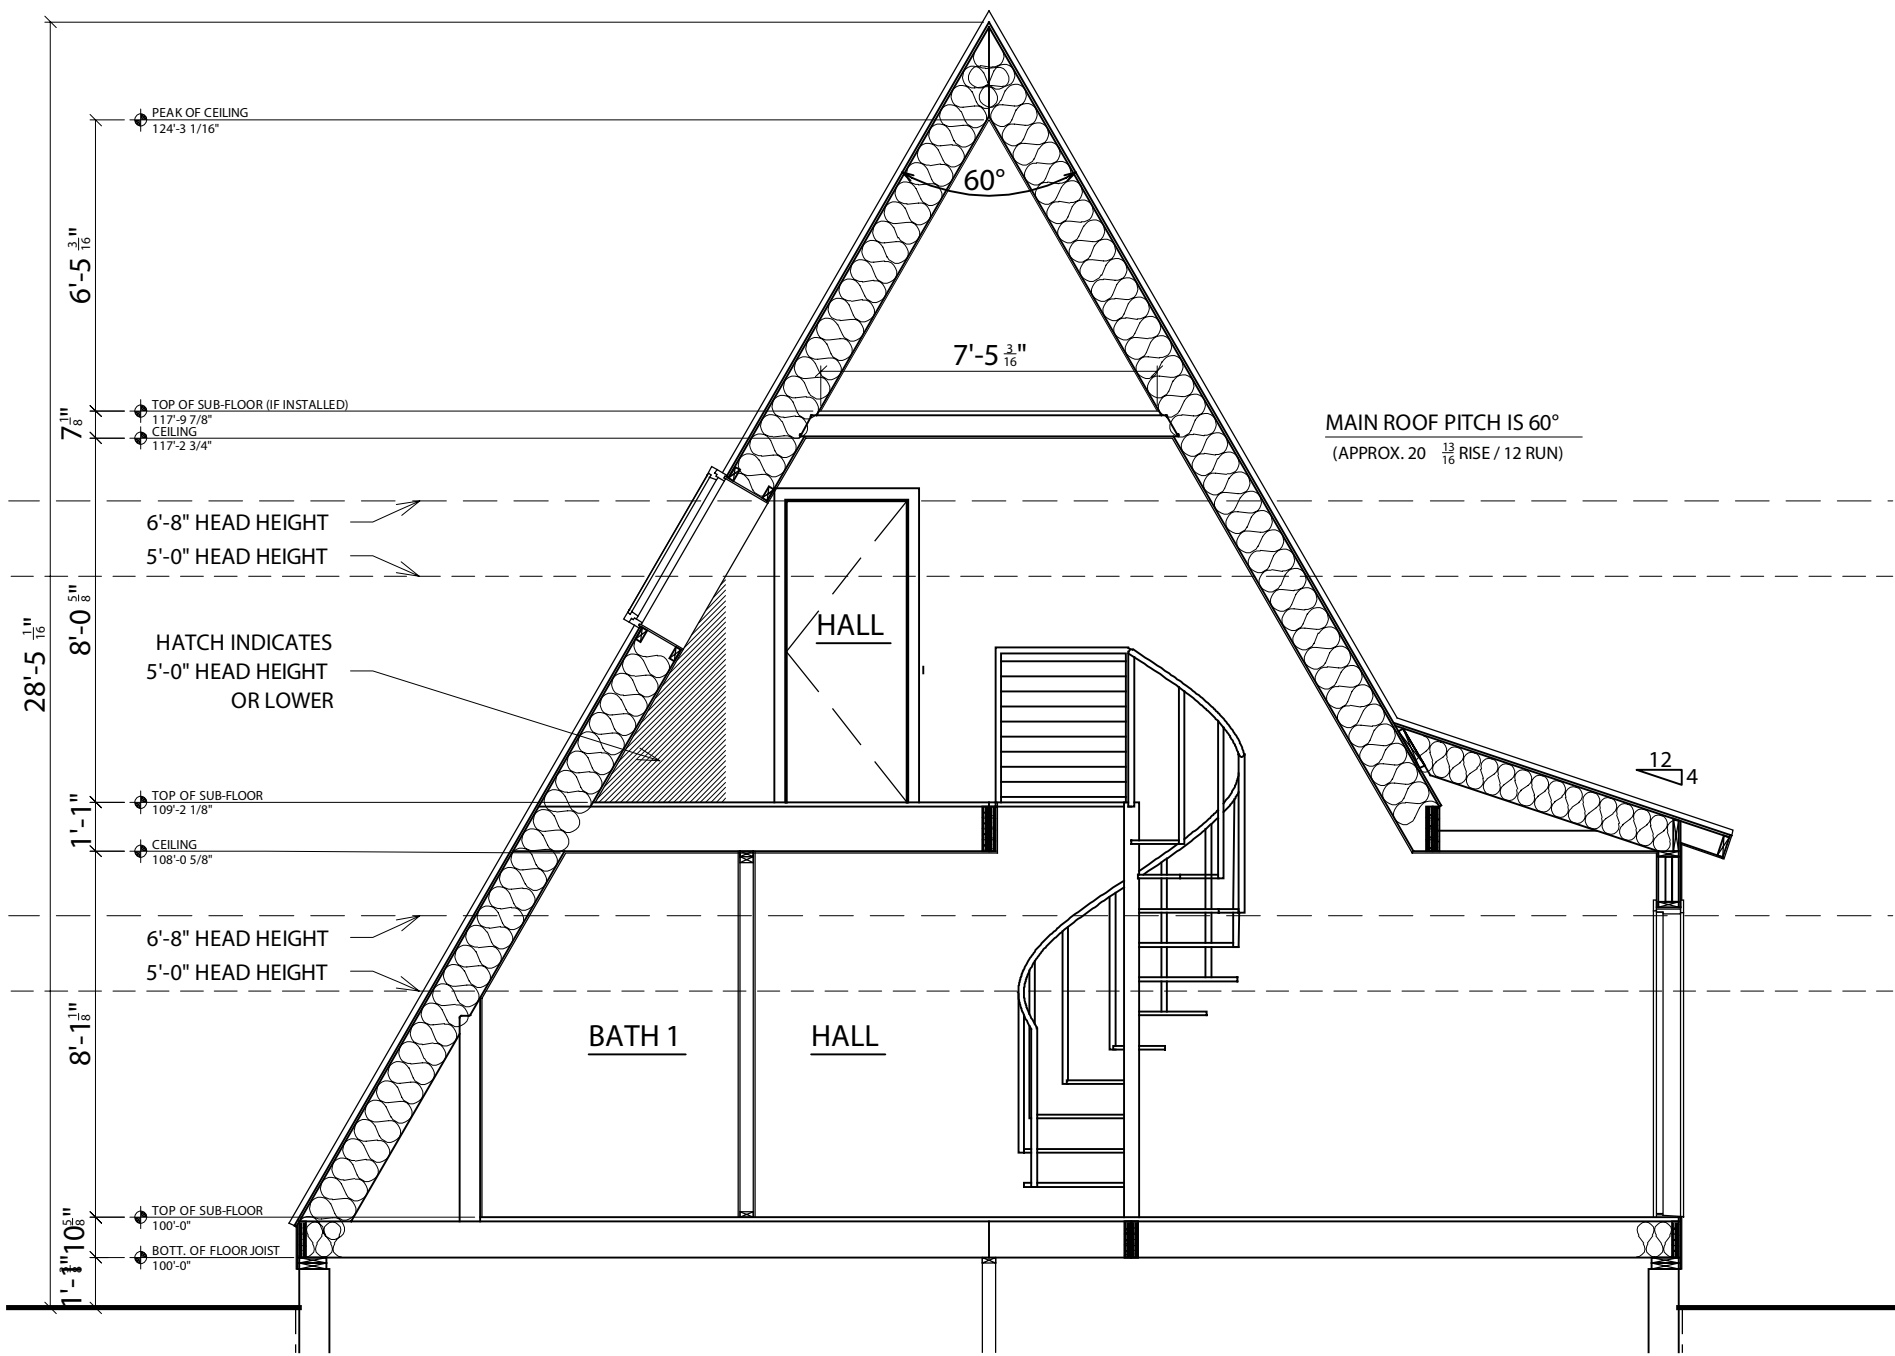 PEAK OF CEILING
124'-3 1/16"
60°
6'-5 3/16"
7'-5 3/16"
TOP OF SUB-FLOOR (IF INSTALLED)
117'-9 7/8"
7 1/8"
CEILING
117'-2 3/4"
MAIN ROOF PITCH IS 60°
(APPROX. 20 13/16 RISE / 12 RUN)
6'-8" HEAD HEIGHT
5'-0" HEAD HEIGHT
8'-0 5/8"
28'-5 1/16"
HATCH INDICATES
5'-0" HEAD HEIGHT
OR LOWER
HALL
12
4
TOP OF SUB-FLOOR
109'-2 1/8"
1'-1"
CEILING
108'-0 5/8"
6'-8" HEAD HEIGHT
5'-0" HEAD HEIGHT
8'-1 1/8"
BATH 1
HALL
TOP OF SUB-FLOOR
100'-0"
10 5/8"
BOTT. OF FLOOR JOIST
100'-0"